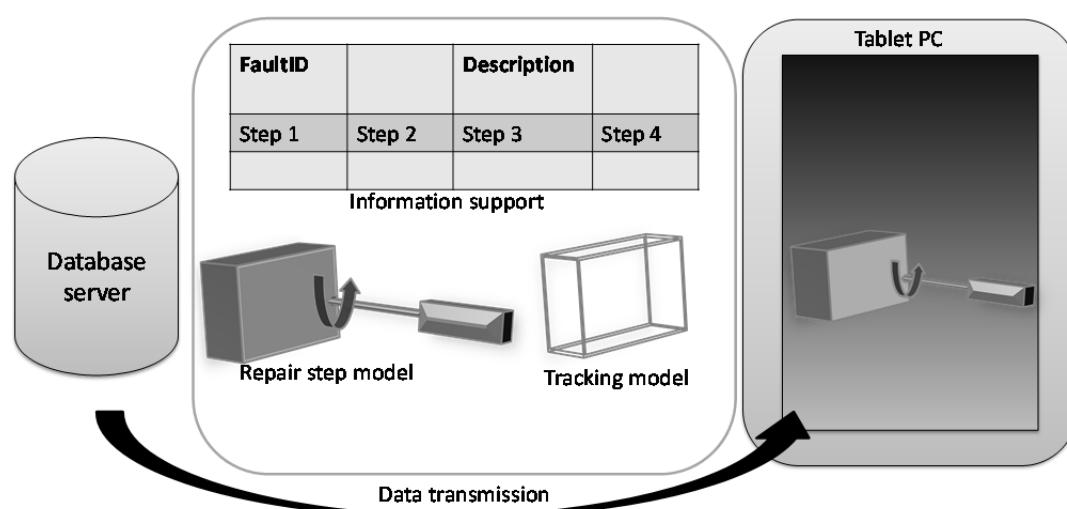 Tablet PC
FaultID Description
Step 1 Step 2 Step 3 Step 4
Information support
Database
server
Repair step model
Tracking model
Data transmission